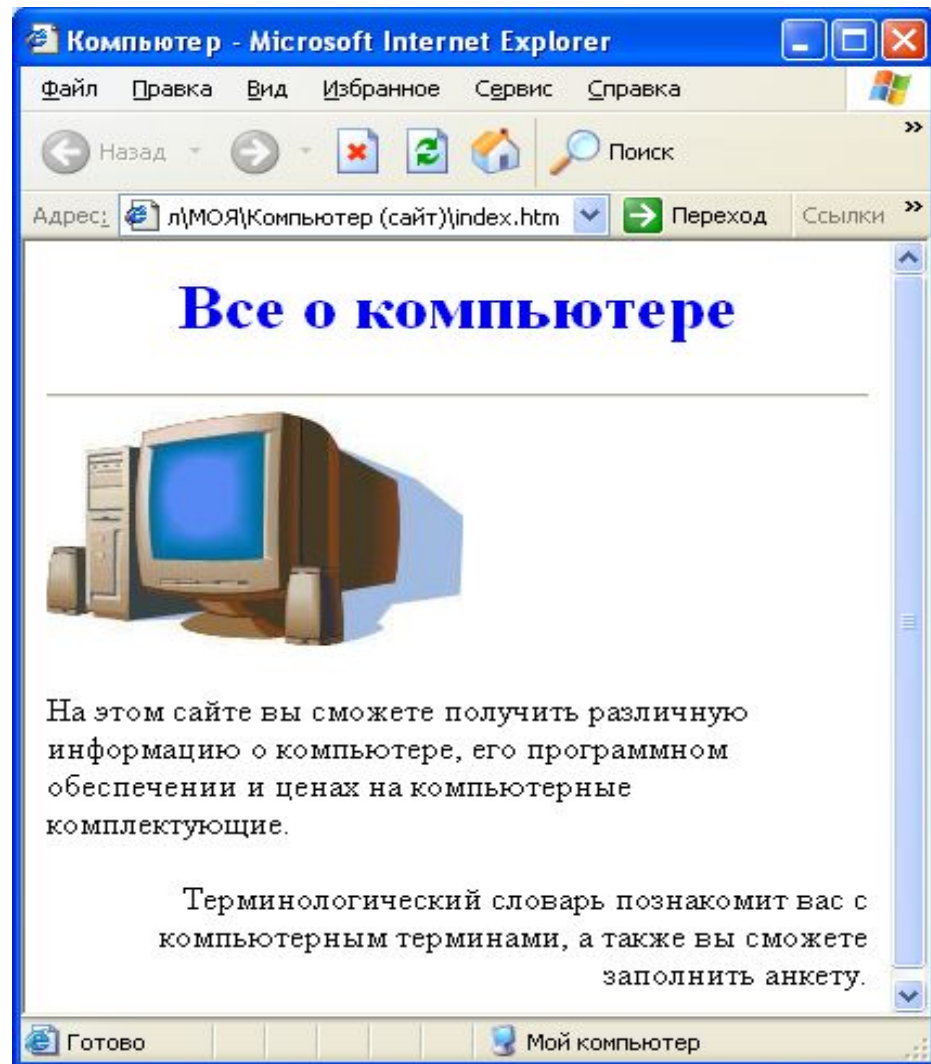 Компьютер - Microsoft Internet Explorer
Файл Правка Вид Избранное Сервис Справка
Назад Поиск »
Адрес: л\МОЯ\Компьютер (сайт)\index.htm Переход Ссылки »
Все о компьютере
На этом сайте вы сможете получить различную
информацию о компьютере, его программном
обеспечении и ценах на компьютерные
комплектующие.
Терминологический словарь познакомит вас с
компьютерным терминами, а также вы сможете
заполнить анкету.
Готово Мой компьютер